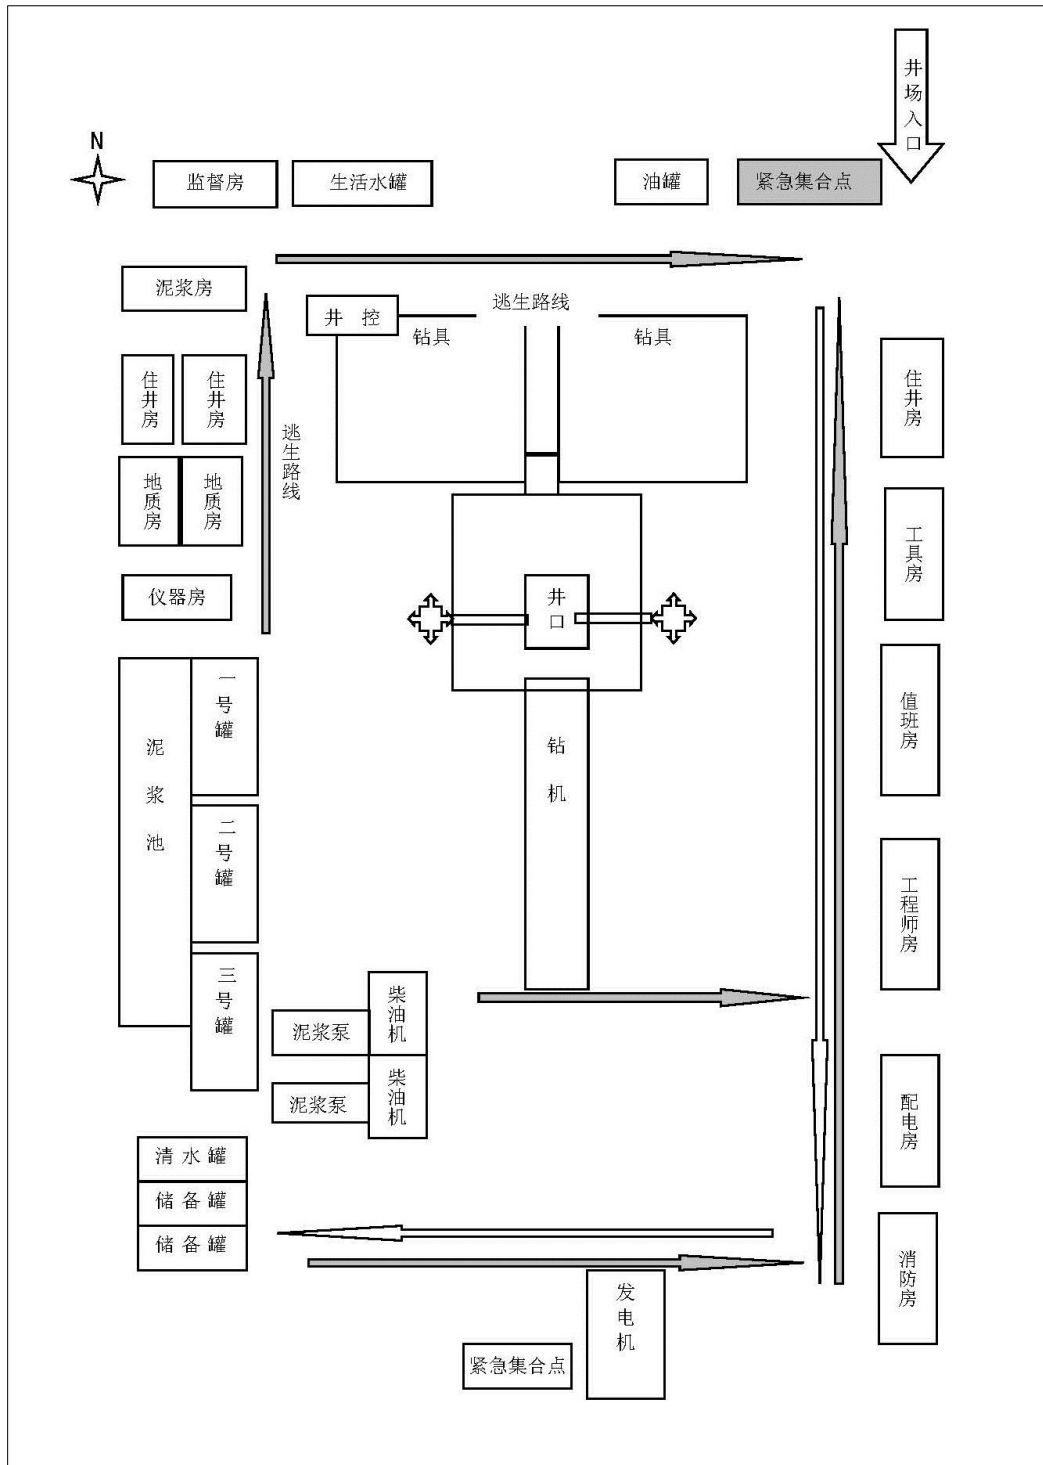 井场入口
N
监督房
生活水罐
油罐
紧急集合点
泥浆房
井 控
钻具
逃生路线
钻具
住井房
住井房
住井房
逃生路线
地质房
地质房
工具房
仪器房
井口
一号罐
泥浆池
钻机
值班房
二号罐
工程师房
三号罐
柴油机
泥浆泵
柴油机
泥浆泵
配电房
清水罐
储备罐
储备罐
消防房
发电机
紧急集合点